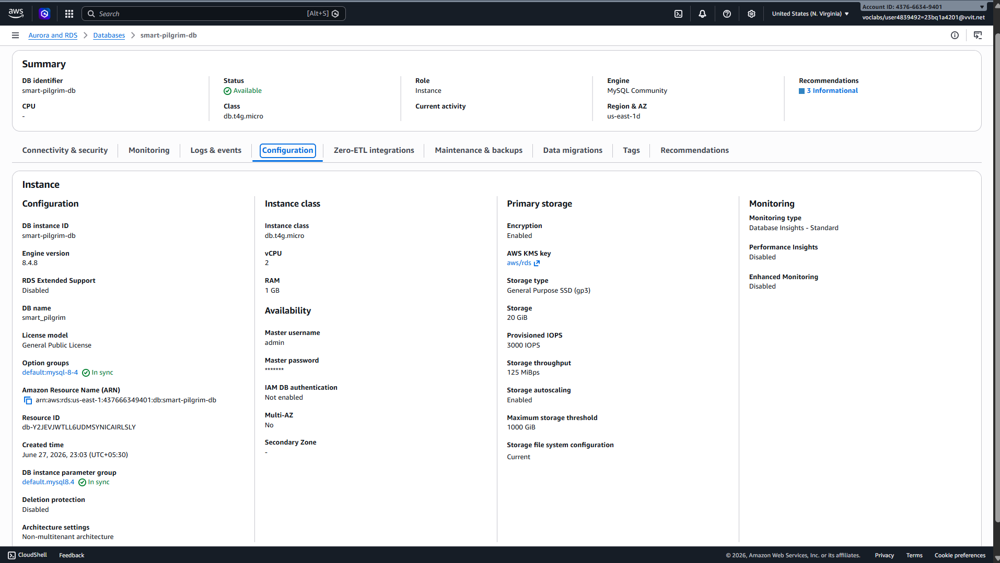 aws
Search [Alt+S]
United States (N. Virginia)
Account ID: 4376-6634-9401
voclabs/user4839492=23bq1a4201@vvit.net
Aurora and RDS > Databases > smart-pilgrim-db
Summary
DB identifier
smart-pilgrim-db
CPU
-
Status
Available
Class
db.t4g.micro
Role
Instance
Current activity
Engine
MySQL Community
Region & AZ
us-east-1d
Recommendations
3 Informational
Connectivity & security Monitoring Logs & events Configuration Zero-ETL integrations Maintenance & backups Data migrations Tags Recommendations
Instance
Configuration
DB instance ID
smart-pilgrim-db
Engine version
8.4.8
RDS Extended Support
Disabled
DB name
smart_pilgrim
License model
General Public License
Option groups
default:mysql-8-4 In sync
Amazon Resource Name (ARN)
arn:aws:rds:us-east-1:437666349401:db:smart-pilgrim-db
Resource ID
db-Y2JEVJWTLL6UDMSYNICAIRLSLY
Created time
June 27, 2026, 23:03 (UTC+05:30)
DB instance parameter group
default.mysql8.4 In sync
Deletion protection
Disabled
Architecture settings
Non-multitenant architecture
Instance class
Instance class
db.t4g.micro
vCPU
2
RAM
1 GB
Availability
Master username
admin
Master password
*******
IAM DB authentication
Not enabled
Multi-AZ
No
Secondary Zone
-
Primary storage
Encryption
Enabled
AWS KMS key
aws/rds
Storage type
General Purpose SSD (gp3)
Storage
20 GiB
Provisioned IOPS
3000 IOPS
Storage throughput
125 MiBps
Storage autoscaling
Enabled
Maximum storage threshold
1000 GiB
Storage file system configuration
Current
Monitoring
Monitoring type
Database Insights - Standard
Performance Insights
Disabled
Enhanced Monitoring
Disabled
CloudShell Feedback © 2026, Amazon Web Services, Inc. or its affiliates. Privacy Terms Cookie preferences